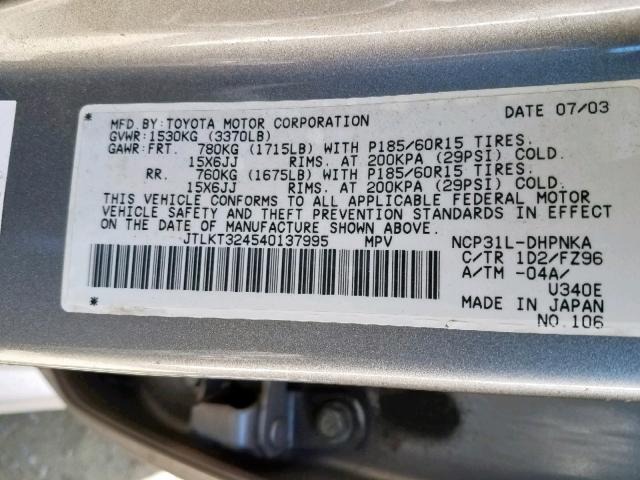 MFD.BY:TOYOTA MOTOR CORPORATION DATE 07/03
GVWR:1530KG (3370LB)
GAWR:FRT. 780KG (1715LB) WITH P185/60R15 TIRES.
15X6JJ RIMS. AT 200KPA (29PSI) COLD.
RR. 760KG (1675LB) WITH P185/60R15 TIRES.
15X6JJ RIMS. AT 200KPA (29PSI) COLD.
THIS VEHICLE CONFORMS TO ALL APPLICABLE FEDERAL MOTOR
VEHICLE SAFETY AND THEFT PREVENTION STANDARDS IN EFFECT
ON THE DATE OF MANUFACTURE SHOWN ABOVE.
JTLKT324540137995 MPV NCP31L-DHPNKA
C/TR 1D2/FZ96
A/TM -04A/
U340E
MADE IN JAPAN
NO.106